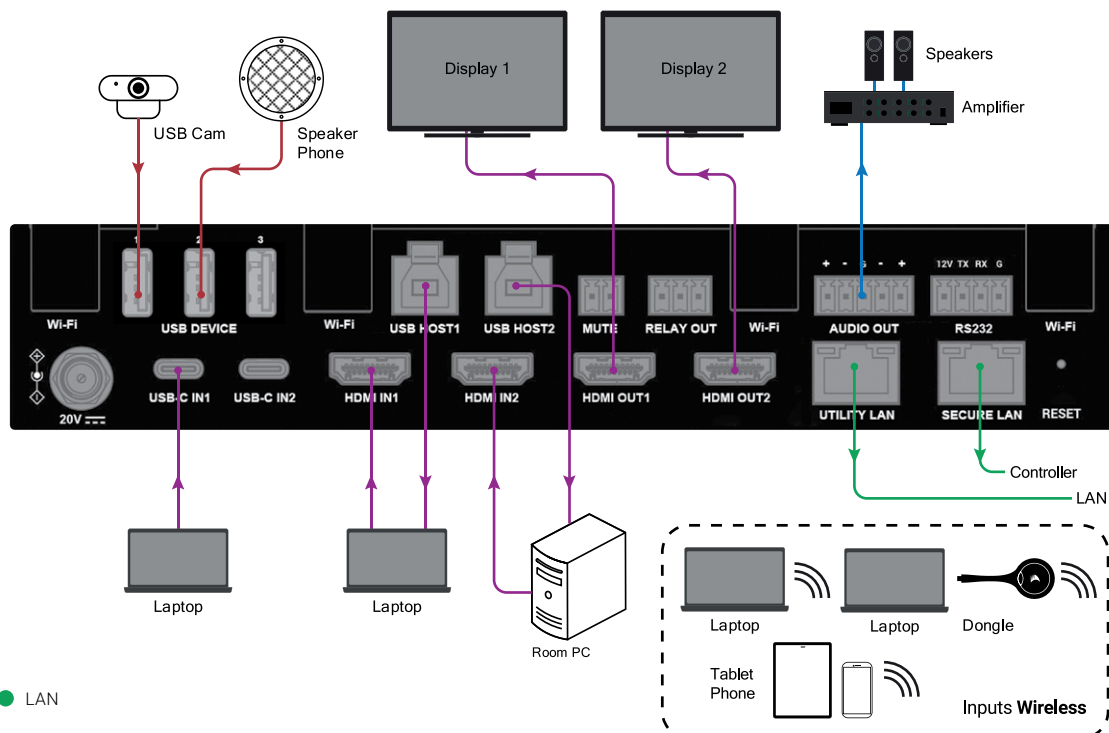 Display 1
Display 2
Speakers
Amplifier
USB Cam
Speaker
Phone
1
2
3
+ - G - +
12V TX RX G
Wi-Fi
USB DEVICE
Wi-Fi
USB HOST1
USB HOST2
MUTE
RELAY OUT
Wi-Fi
AUDIO OUT
RS232
Wi-Fi
20V
USB-C IN1
USB-C IN2
HDMI IN1
HDMI IN2
HDMI OUT1
HDMI OUT2
UTILITY LAN
SECURE LAN
RESET
Controller
LAN
Laptop
Laptop
Room PC
Laptop
Laptop
Dongle
Tablet
Phone
Inputs Wireless
LAN